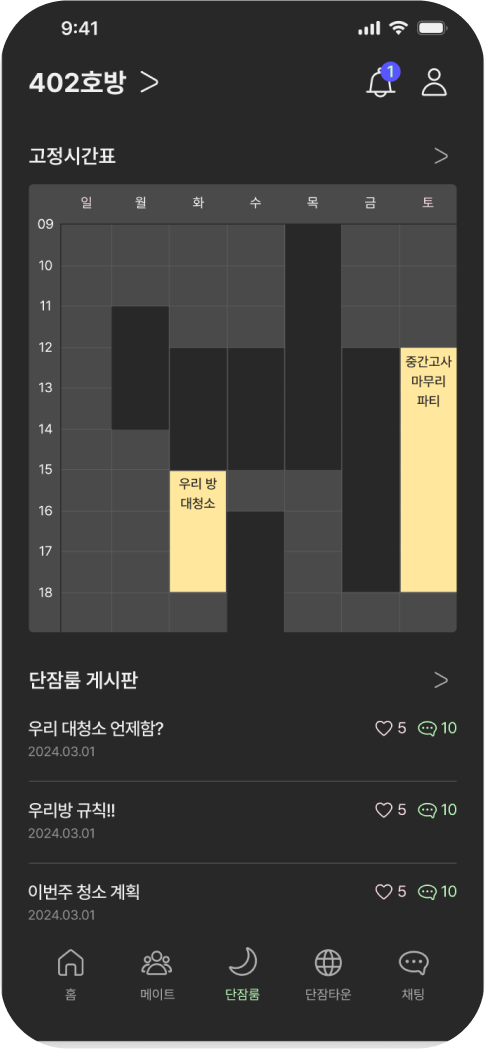 9:41
402호방 >
1
고정시간표 >
일 월 화 수 목 금 토
09
10
11
12
중간고사
마무리
13
파티
14
15
우리 방
대청소
16
17
18
단잠룸 게시판 >
우리 대청소 언제함? 5 10
2024.03.01
우리방 규칙!! 5 10
2024.03.01
이번주 청소 계획 5 10
2024.03.01
홈 메이트 단잠룸 단잠타운 채팅